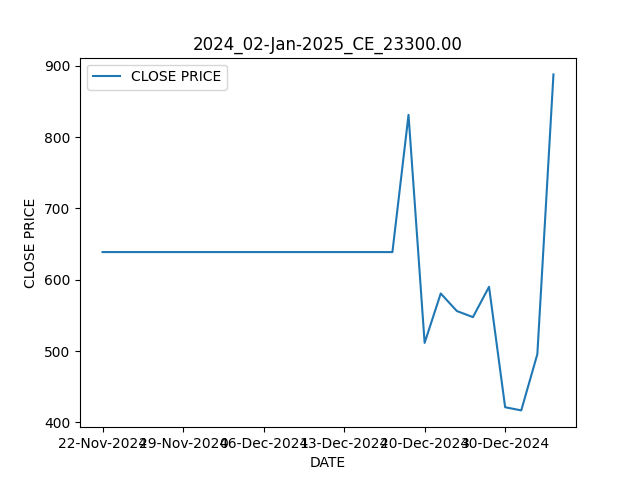 2024_02-Jan-2025_CE_23300.00
CLOSE PRICE
CLOSE PRICE
900
800
700
600
500
400
22-Nov-2024 29-Nov-2024 06-Dec-2024 13-Dec-2024 20-Dec-2024 30-Dec-2024
DATE